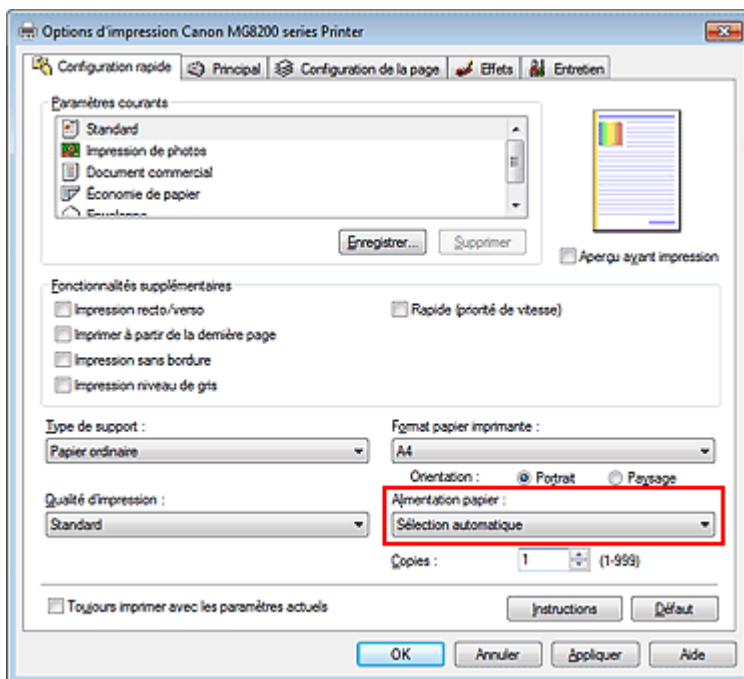 Options d'impression Canon MG8200 series Printer
Configuration rapide Principal Configuration de la page Effets Entretien
Paramètres courants
Standard
Impression de photos
Document commercial
Économie de papier
Enregistrer... Supprimer
Aperçu avant impression
Fonctionnalités supplémentaires
Impression recto/verso Rapide (priorité de vitesse)
Imprimer à partir de la dernière page
Impression sans bordure
Impression niveau de gris
Type de support : Format papier imprimante :
Papier ordinaire A4
Orientation : Portrait Paysage
Qualité d'impression : Alimentation papier :
Standard Sélection automatique
Copies : 1 (1-999)
Toujours imprimer avec les paramètres actuels Instructions Défaut
OK Annuler Appliquer Aide